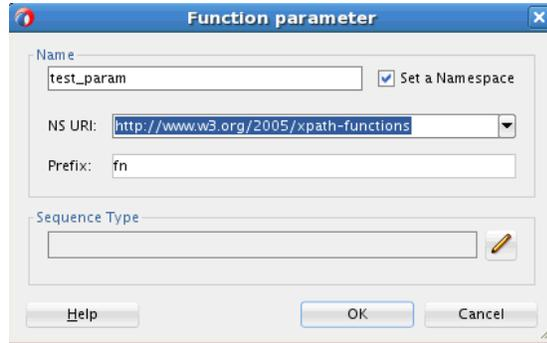 Function parameter
Name
test_param
Set a Namespace
NS URI: http://www.w3.org/2005/xpath-functions
Prefix: fn
Sequence Type
Help OK Cancel